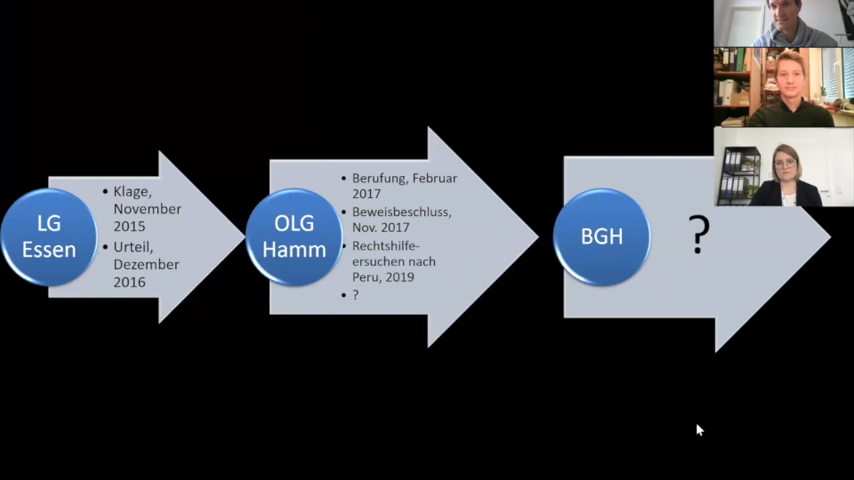 LG
Essen
• Klage,
November
2015
• Urteil,
Dezember
2016
OLG
Hamm
• Berufung, Februar
2017
• Beweisbeschluss,
Nov. 2017
• Rechtshilfe-
ersuchen nach
Peru, 2019
• ?
BGH
?